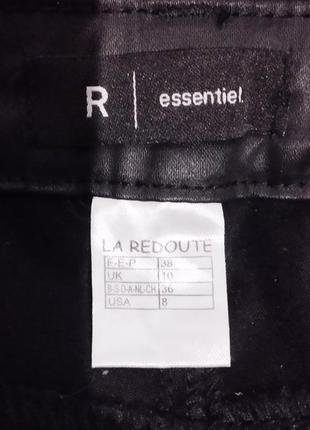 R | essentiel
LA REDOUTE
F-E-P 38
UK 10
B-S-D-A-NL-CH 36
USA 8